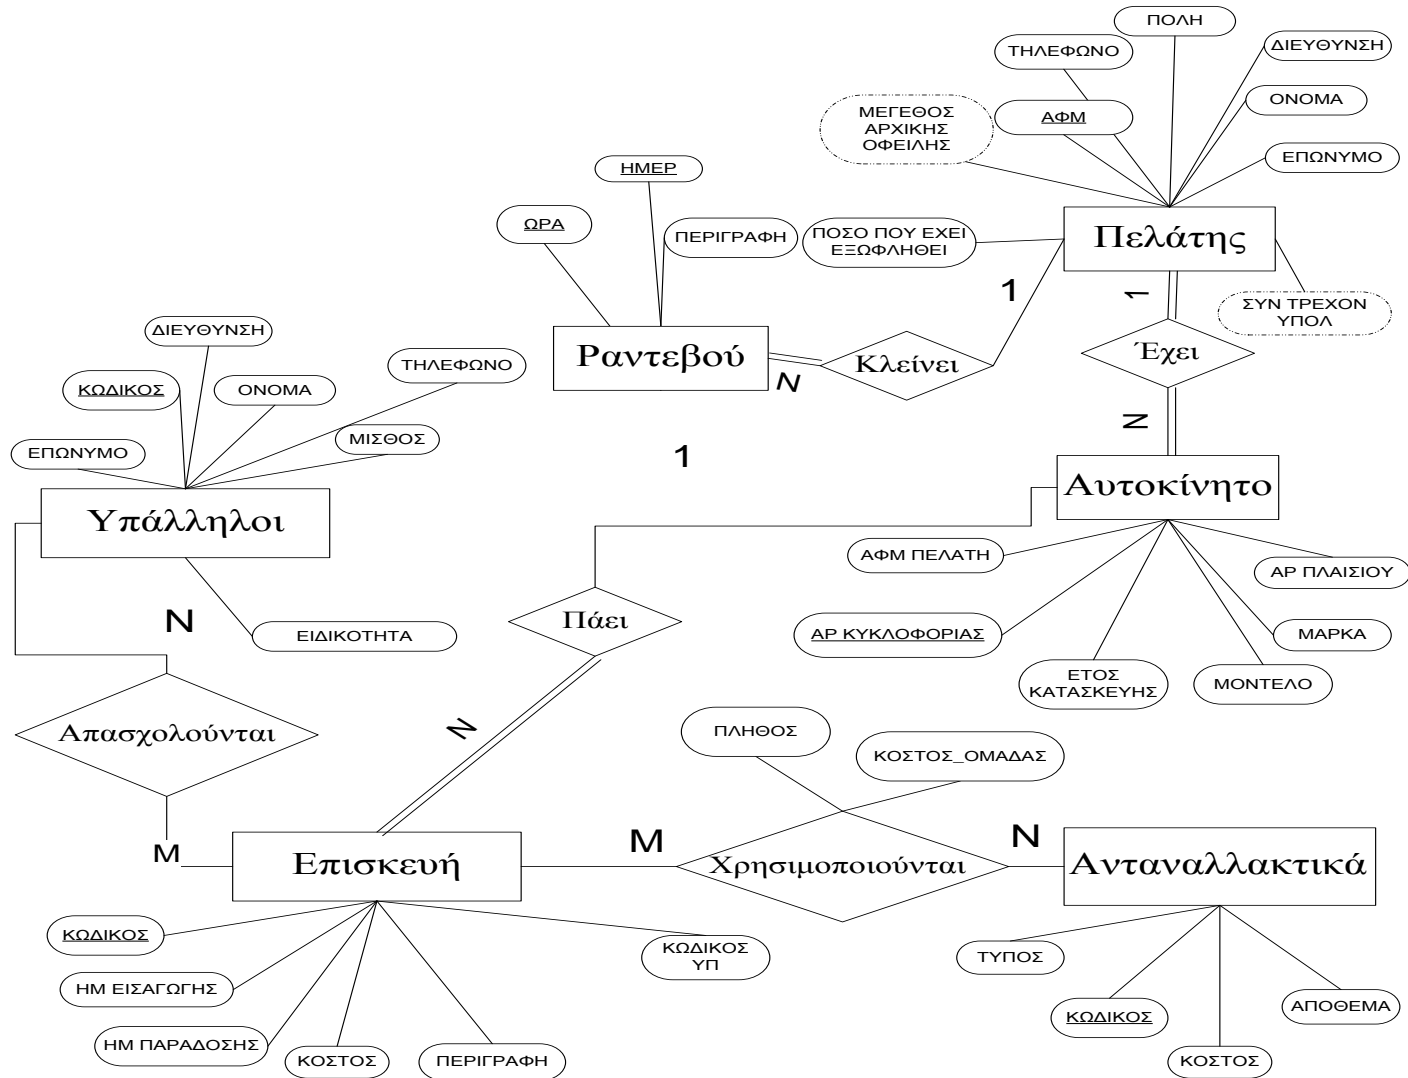 ΠΟΛΗ
ΤΗΛΕΦΩΝΟ
ΔΙΕΥΘΥΝΣΗ
ΜΕΓΕΘΟΣ
ΑΡΧΙΚΗΣ
ΟΦΕΙΛΗΣ
ΑΦΜ
ΟΝΟΜΑ
ΕΠΩΝΥΜΟ
ΗΜΕΡ
ΩΡΑ
ΠΕΡΙΓΡΑΦΗ
ΠΟΣΟ ΠΟΥ ΕΧΕΙ
ΕΞΩΦΛΗΘΕΙ
Πελάτης
1
1
ΣΥΝ ΤΡΕΧΟΝ
ΥΠΟΛ
Ραντεβού
N
Κλείνει
Έχει
N
ΔΙΕΥΘΥΝΣΗ
ΚΩΔΙΚΟΣ
ΟΝΟΜΑ
ΤΗΛΕΦΩΝΟ
ΕΠΩΝΥΜΟ
ΜΙΣΘΟΣ
1
Υπάλληλοι
Αυτοκίνητο
ΑΦΜ ΠΕΛΑΤΗ
ΑΡ ΠΛΑΙΣΙΟΥ
N
ΕΙΔΙΚΟΤΗΤΑ
Πάει
ΑΡ ΚΥΚΛΟΦΟΡΙΑΣ
ΜΑΡΚΑ
ΕΤΟΣ
ΚΑΤΑΣΚΕΥΗΣ
ΜΟΝΤΕΛΟ
Απασχολούνται
N
ΠΛΗΘΟΣ
ΚΟΣΤΟΣ_ΟΜΑΔΑΣ
M
Επισκευή
M
Χρησιμοποιούνται
N
Ανταναλλακτικά
ΚΩΔΙΚΟΣ
ΚΩΔΙΚΟΣ
ΥΠ
ΗΜ ΕΙΣΑΓΩΓΗΣ
ΗΜ ΠΑΡΑΔΟΣΗΣ
ΚΟΣΤΟΣ
ΠΕΡΙΓΡΑΦΗ
ΤΥΠΟΣ
ΚΩΔΙΚΟΣ
ΑΠΟΘΕΜΑ
ΚΟΣΤΟΣ